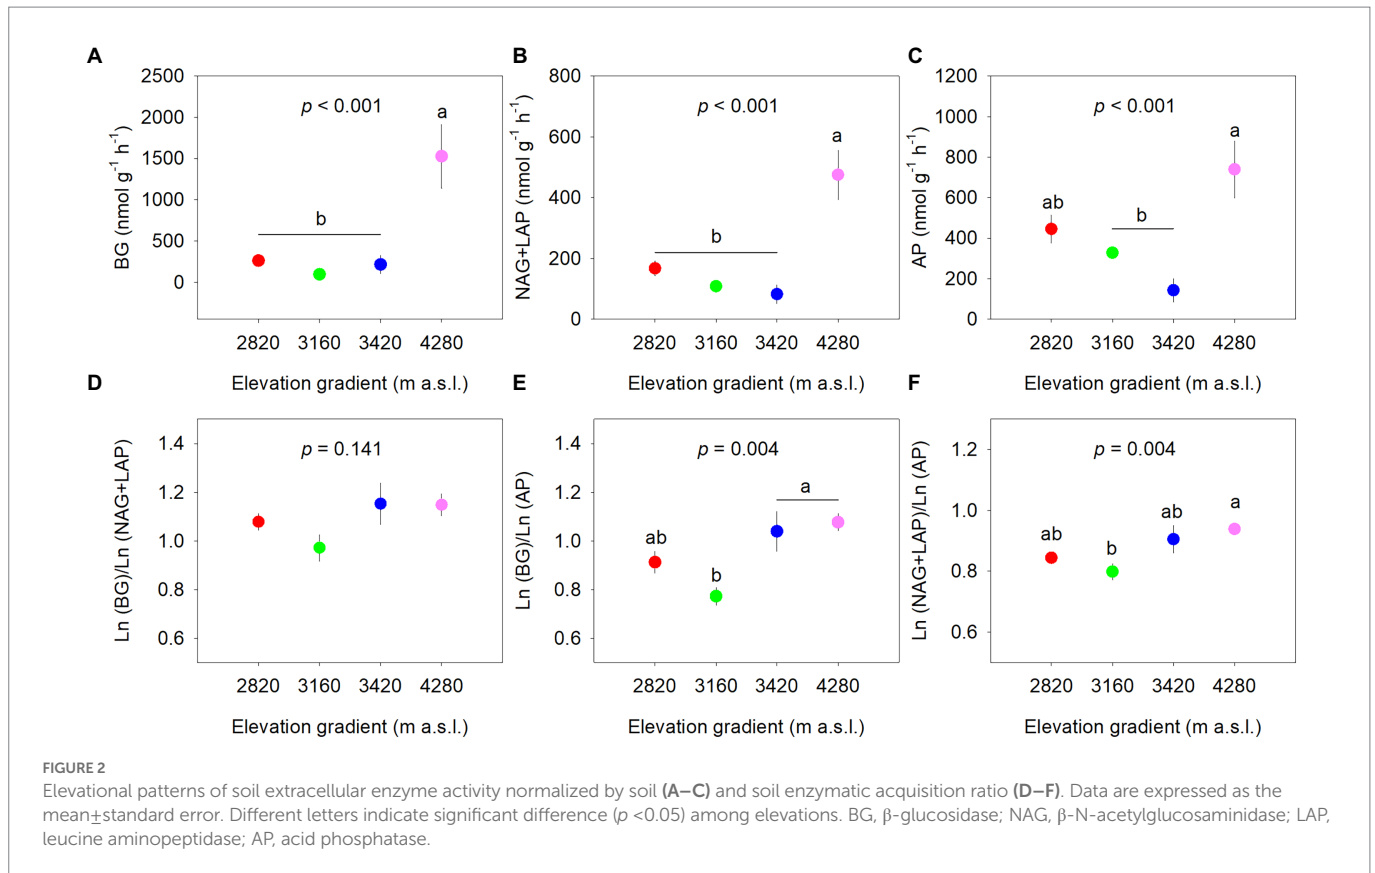 A
BG (nmol g⁻¹ h⁻¹)
2500
2000
1500
1000
500
0
p < 0.001
b
a
2820 3160 3420 4280
Elevation gradient (m a.s.l.)
B
NAG+LAP (nmol g⁻¹ h⁻¹)
800
600
400
200
0
p < 0.001
b
a
2820 3160 3420 4280
Elevation gradient (m a.s.l.)
C
AP (nmol g⁻¹ h⁻¹)
1200
1000
800
600
400
200
0
p < 0.001
ab
b
a
2820 3160 3420 4280
Elevation gradient (m a.s.l.)
D
Ln (BG)/Ln (NAG+LAP)
1.4
1.2
1.0
0.8
0.6
p = 0.141
2820 3160 3420 4280
Elevation gradient (m a.s.l.)
E
Ln (BG)/Ln (AP)
1.4
1.2
1.0
0.8
0.6
p = 0.004
ab
b
a
2820 3160 3420 4280
Elevation gradient (m a.s.l.)
F
Ln (NAG+LAP)/Ln (AP)
1.2
1.0
0.8
0.6
p = 0.004
ab
b
ab
a
2820 3160 3420 4280
Elevation gradient (m a.s.l.)
FIGURE 2
Elevational patterns of soil extracellular enzyme activity normalized by soil (A–C) and soil enzymatic acquisition ratio (D–F). Data are expressed as the
mean±standard error. Different letters indicate significant difference (p <0.05) among elevations. BG, β-glucosidase; NAG, β-N-acetylglucosaminidase; LAP,
leucine aminopeptidase; AP, acid phosphatase.